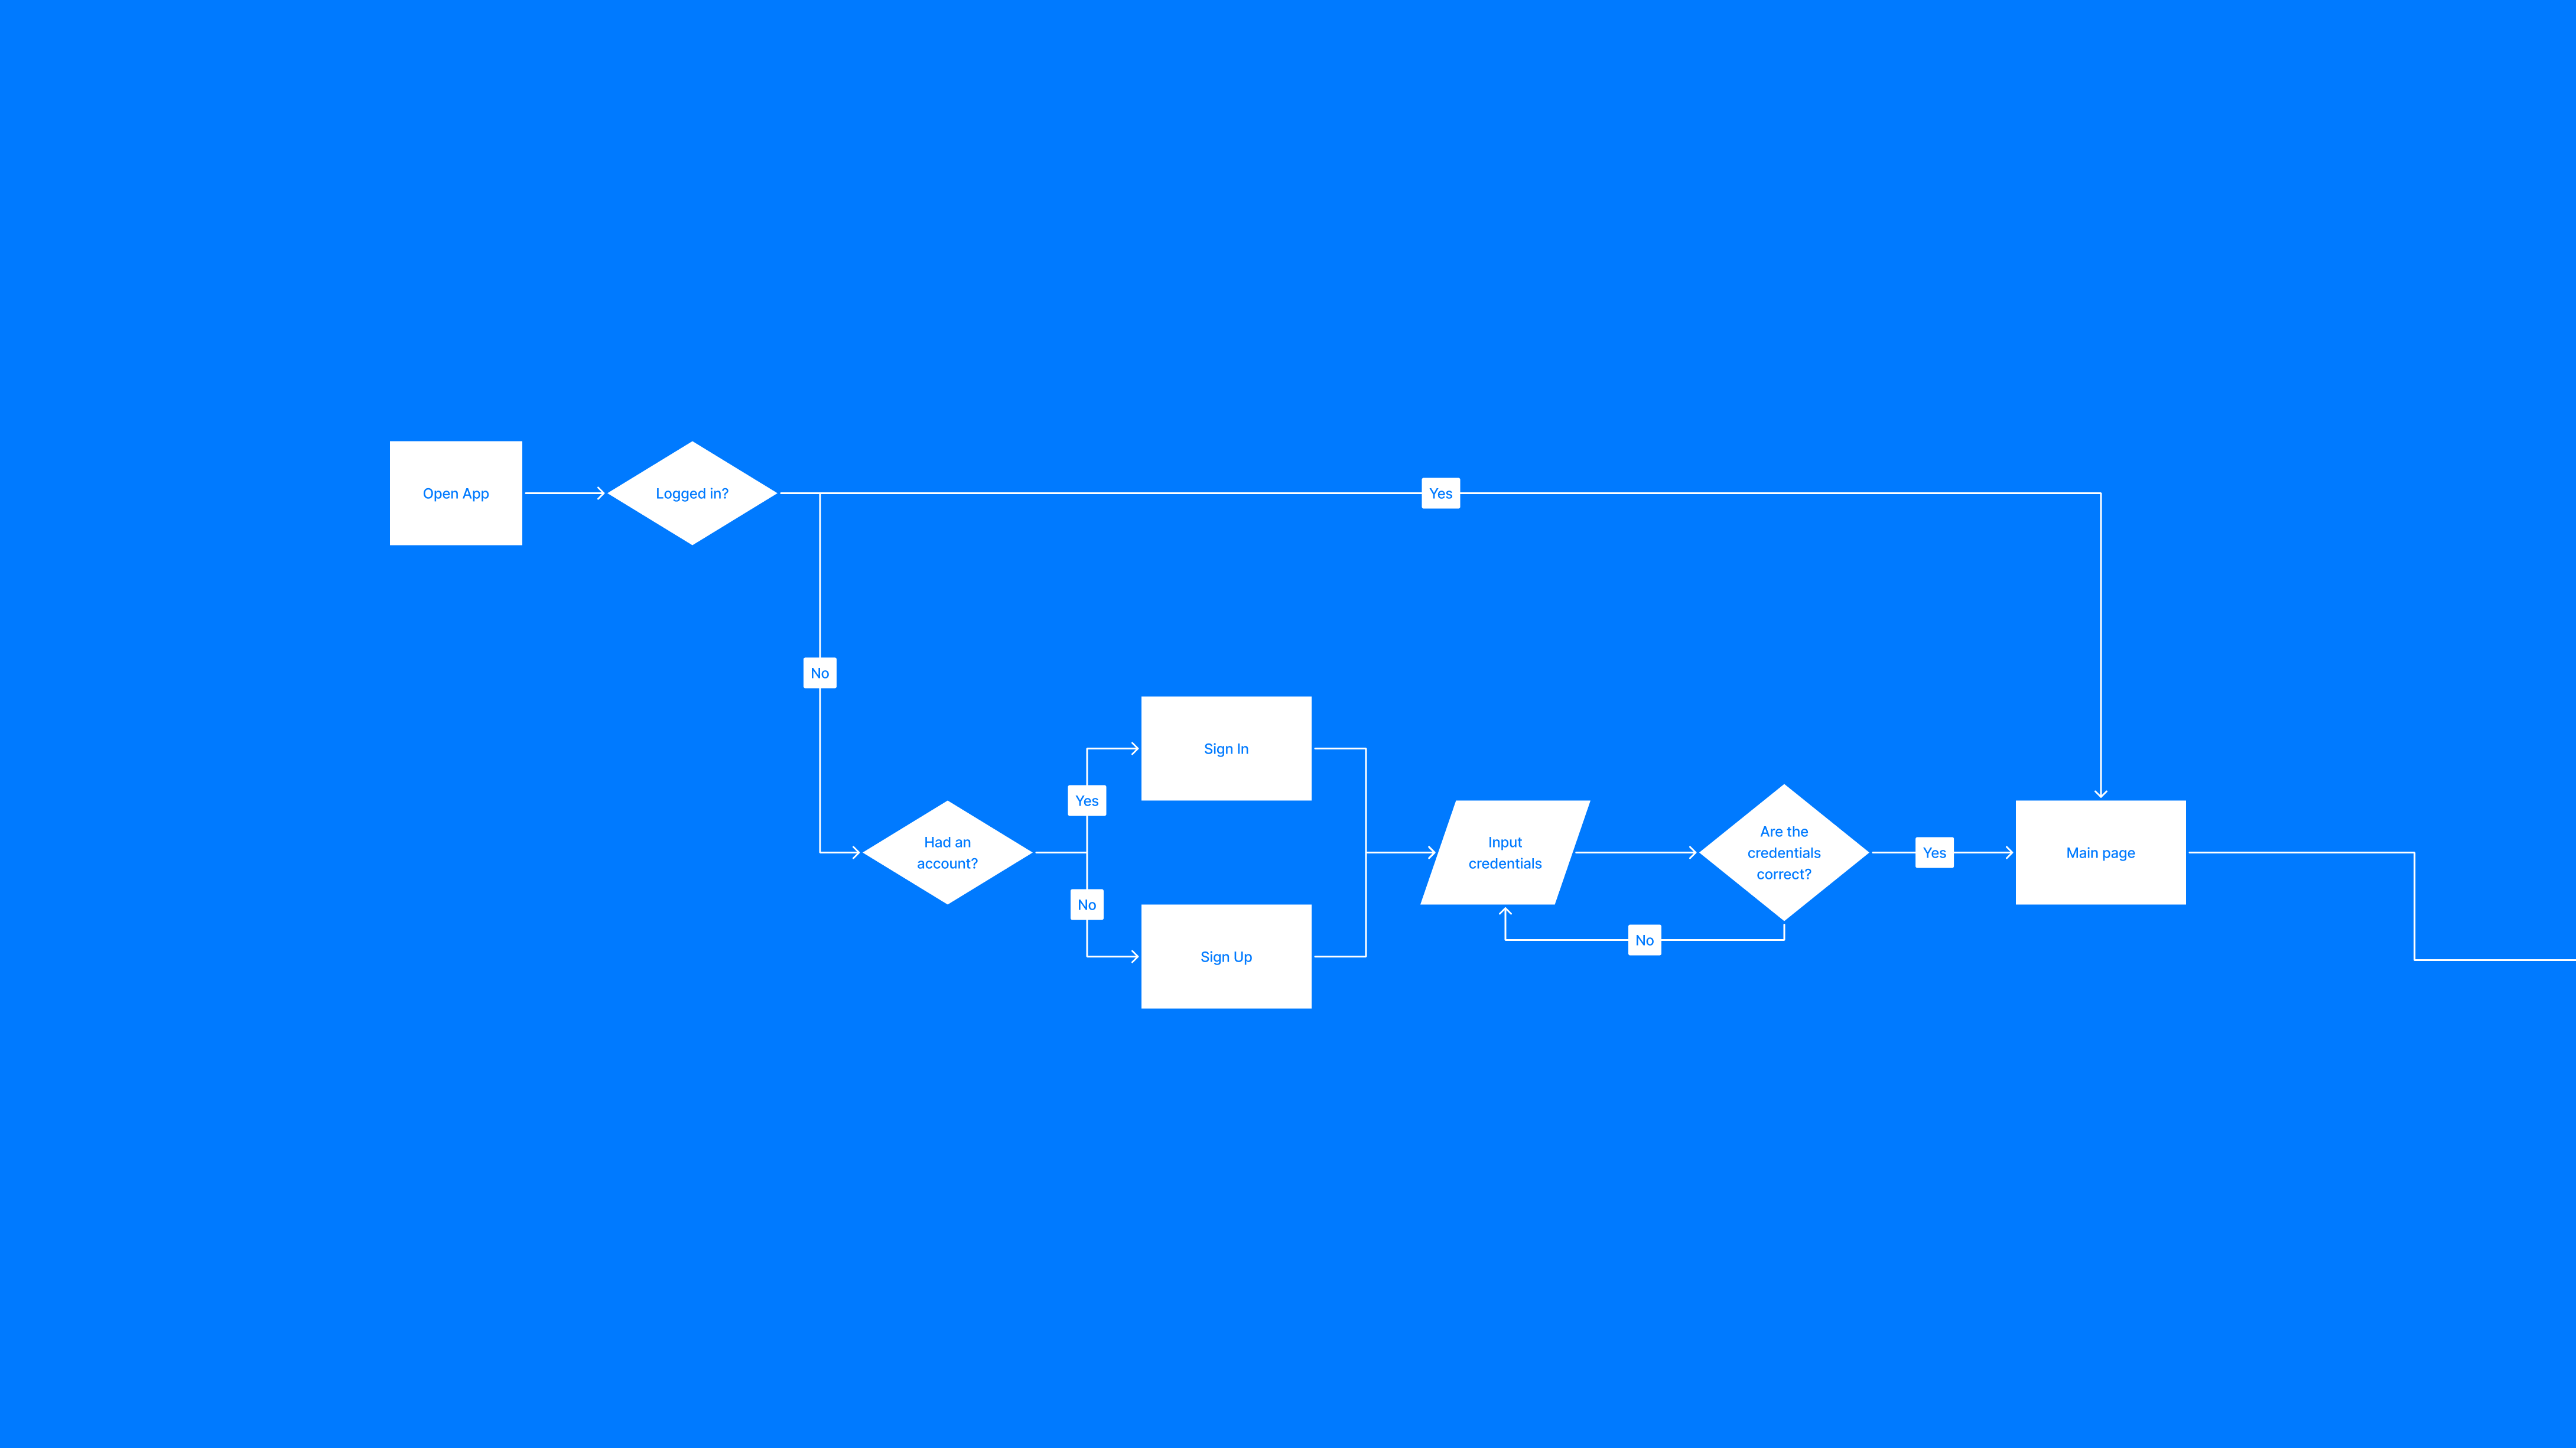 Open App
Logged in?
Yes
No
Sign In
Yes
Had an
account?
No
Sign Up
Input
credentials
Are the
credentials
correct?
Yes
No
Main page